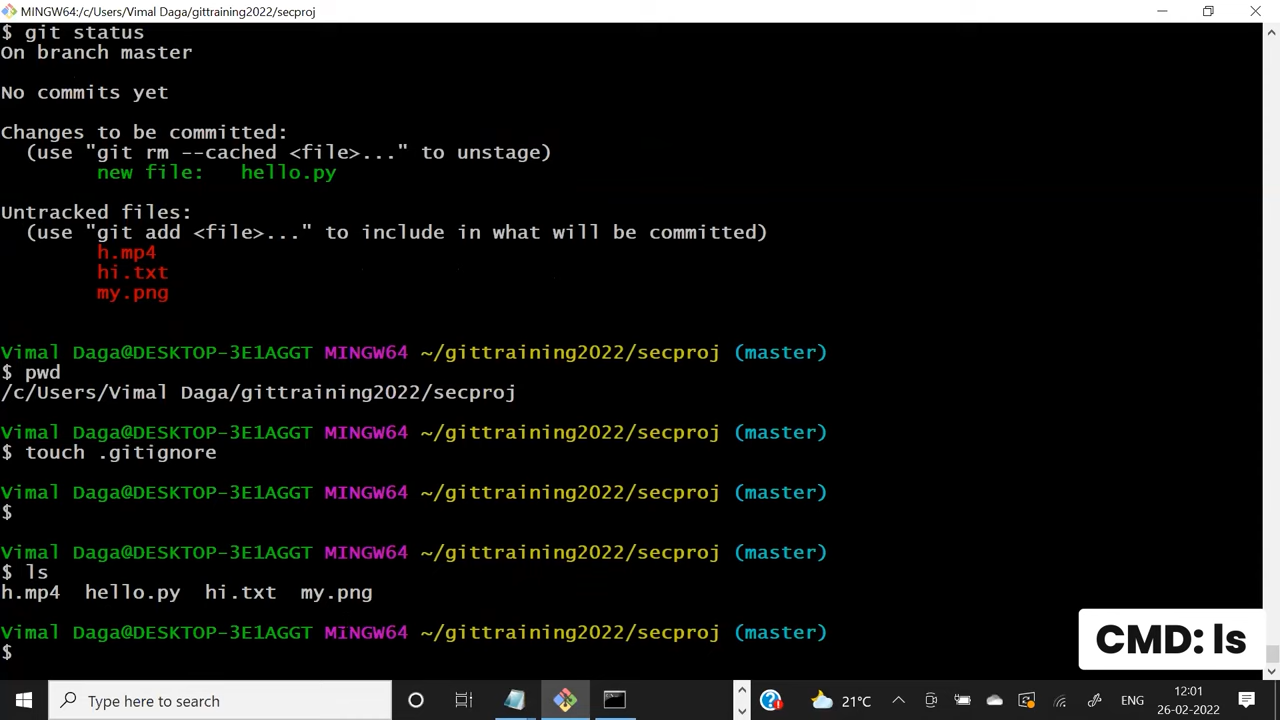 MINGW64:/c/Users/Vimal Daga/gittraining2022/secproj
$ git status
On branch master
No commits yet
Changes to be committed:
(use "git rm --cached <file>..." to unstage)
new file: hello.py
Untracked files:
(use "git add <file>..." to include in what will be committed)
h.mp4
hi.txt
my.png
Vimal Daga@DESKTOP-3E1AGGT MINGW64 ~/gittraining2022/secproj (master)
$ pwd
/c/Users/Vimal Daga/gittraining2022/secproj
Vimal Daga@DESKTOP-3E1AGGT MINGW64 ~/gittraining2022/secproj (master)
$ touch .gitignore
Vimal Daga@DESKTOP-3E1AGGT MINGW64 ~/gittraining2022/secproj (master)
$
Vimal Daga@DESKTOP-3E1AGGT MINGW64 ~/gittraining2022/secproj (master)
$ ls
h.mp4 hello.py hi.txt my.png
Vimal Daga@DESKTOP-3E1AGGT MINGW64 ~/gittraining2022/secproj (master)
$
CMD: ls
Type here to search
21°C
ENG
12:01
26-02-2022